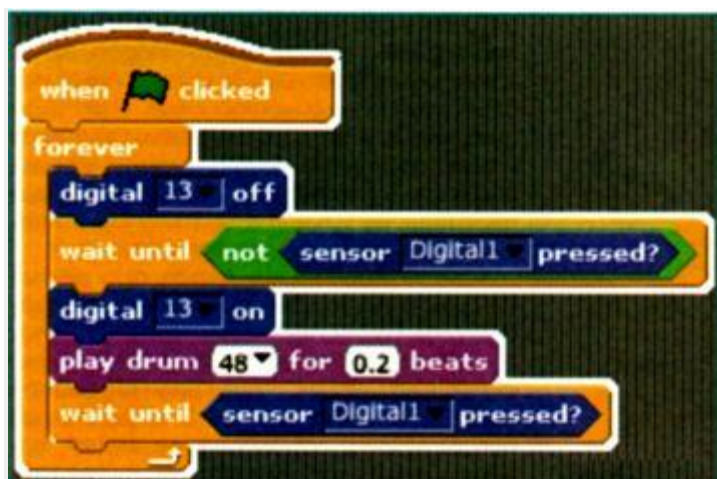 when clicked
forever
digital 13 off
wait until not sensor Digital1 pressed?
digital 13 on
play drum 48 for 0.2 beats
wait until sensor Digital1 pressed?